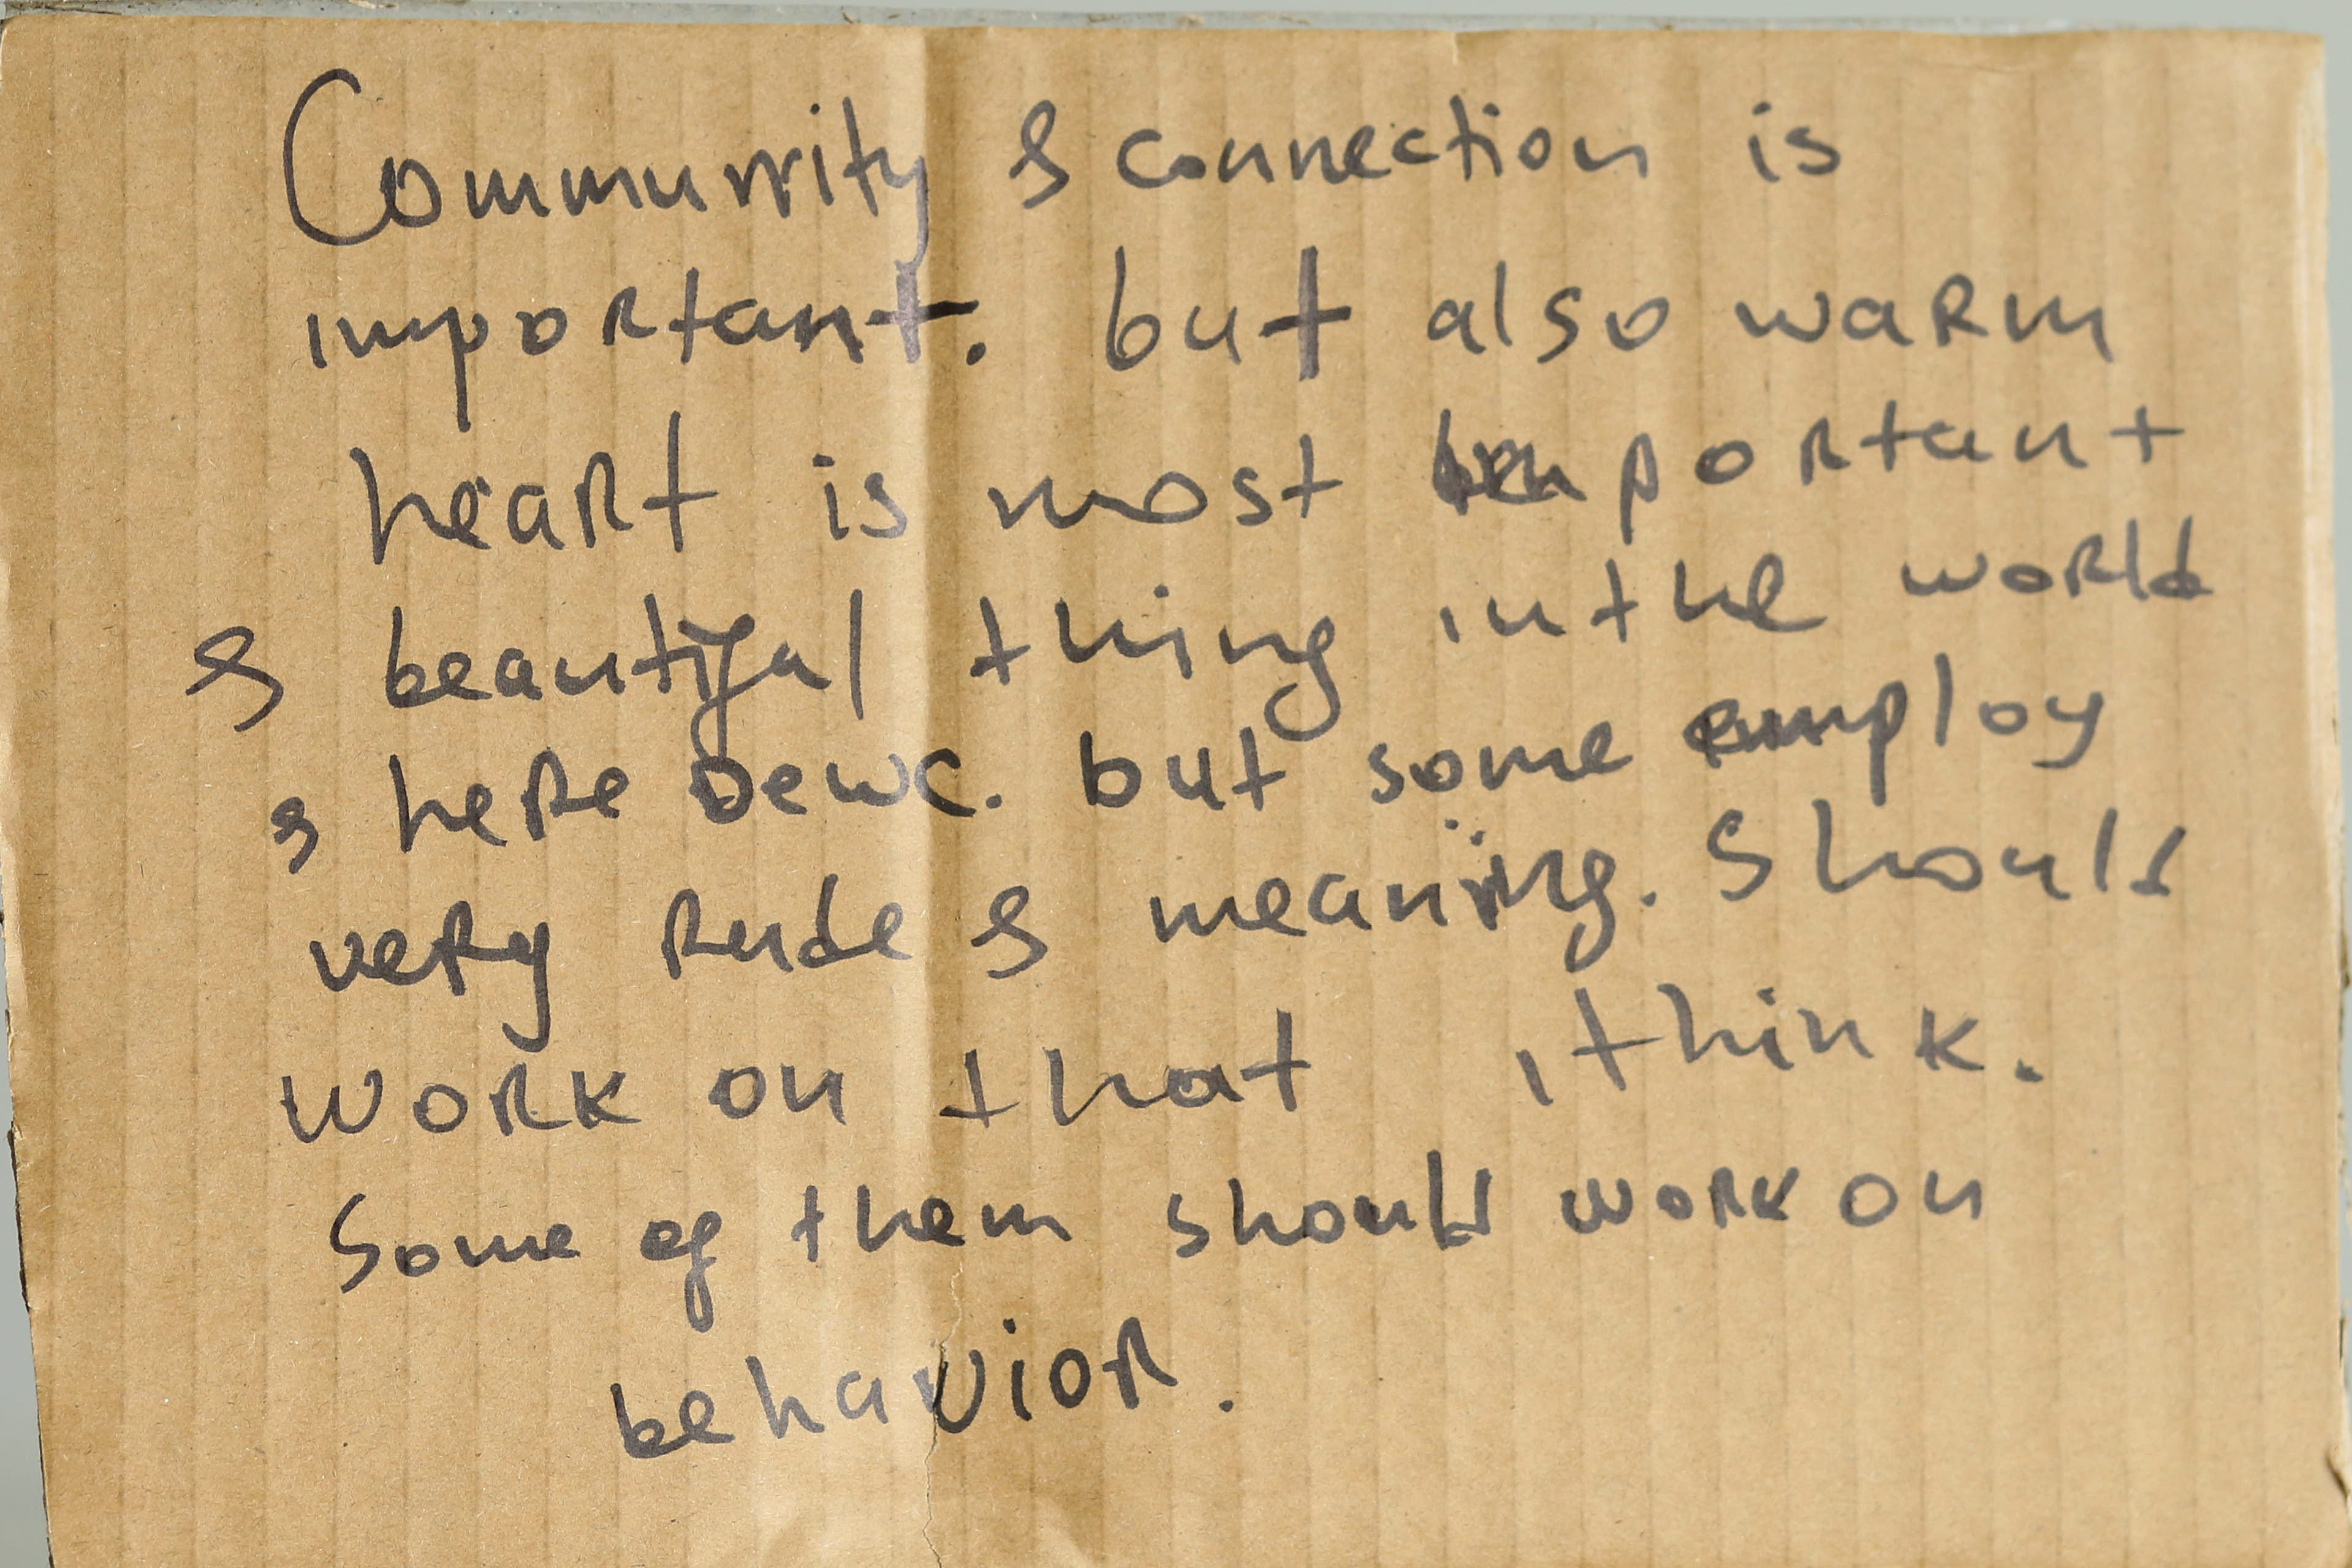 Community & connection is
important. but also warm
heart is most important
& beautiful thing in the world
& here DEWC. but some employ
very rude & meaning. Should
work on that i think.
Some of them should work on
behavior.